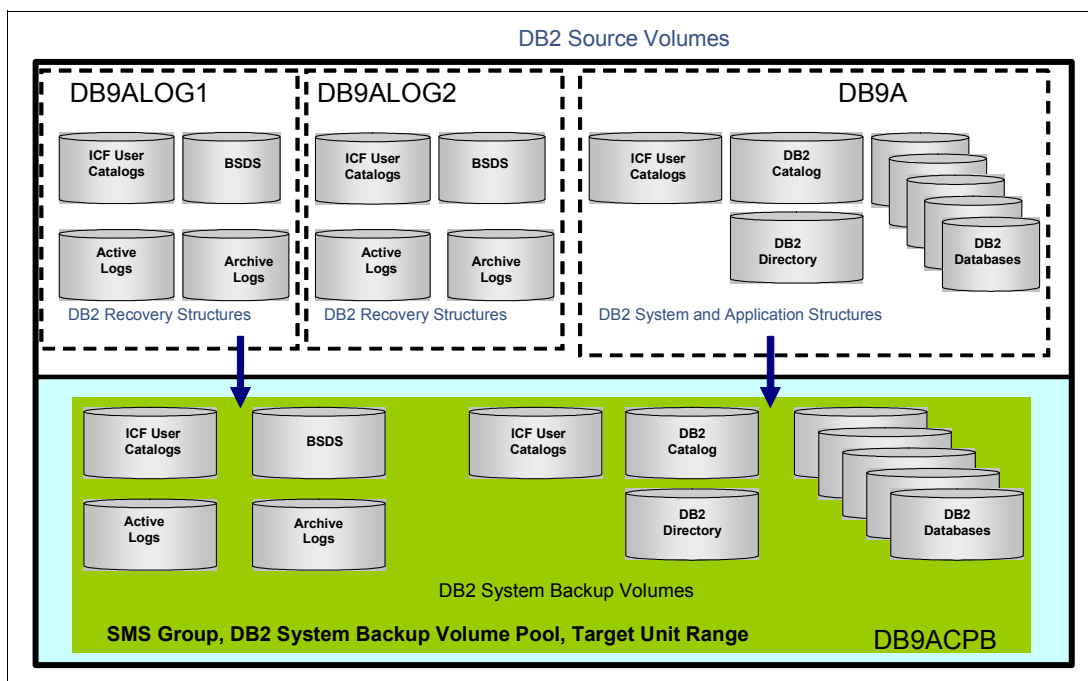 DB2 Source Volumes
DB9ALOG1
ICF User
Catalogs
BSDS
Active
Logs
Archive
Logs
DB2 Recovery Structures
DB9ALOG2
ICF User
Catalogs
BSDS
Active
Logs
Archive
Logs
DB2 Recovery Structures
DB9A
ICF User
Catalogs
DB2
Catalog
DB2
Directory
DB2
Databases
DB2 System and Application Structures
ICF User
Catalogs
BSDS
Active
Logs
Archive
Logs
ICF User
Catalogs
DB2
Catalog
DB2
Directory
DB2
Databases
DB2 System Backup Volumes
SMS Group, DB2 System Backup Volume Pool, Target Unit Range
DB9ACPB